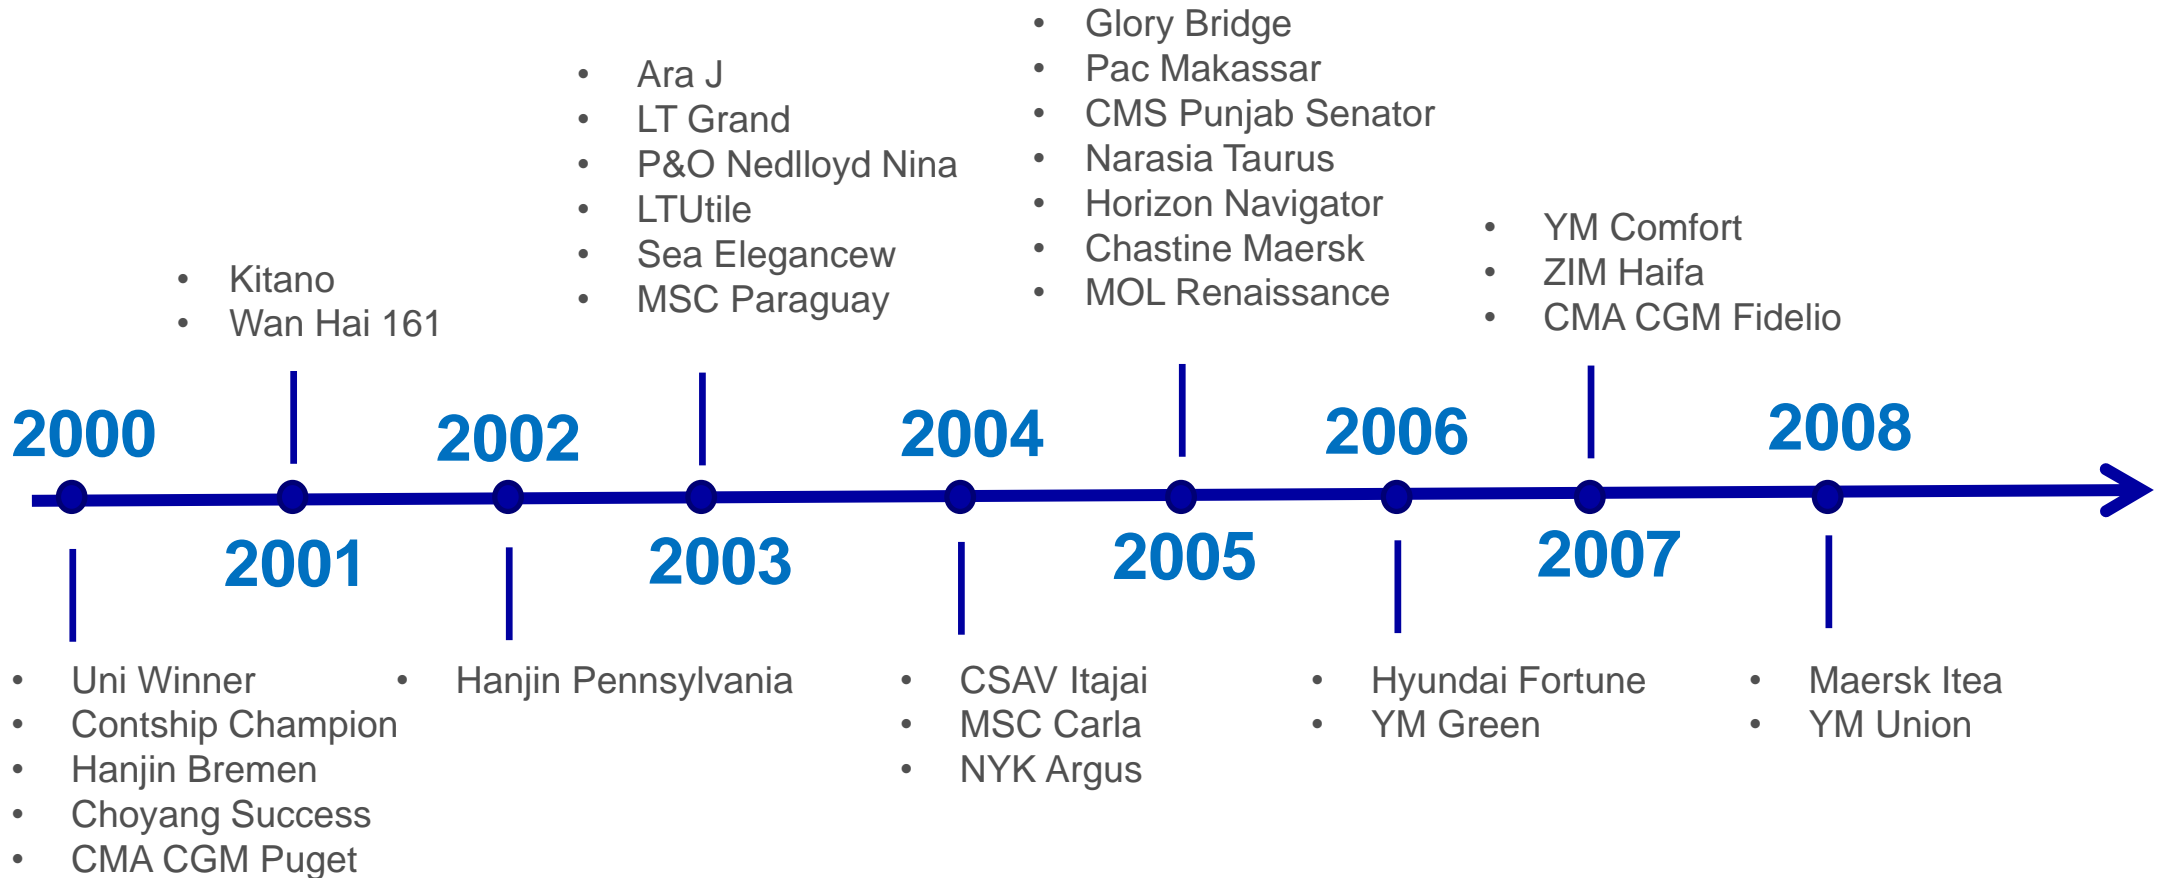 • Glory Bridge
• Pac Makassar
• CMS Punjab Senator
• Narasia Taurus
• Horizon Navigator
• Chastine Maersk
• MOL Renaissance
• Ara J
• LT Grand
• P&O Nedlloyd Nina
• LTUtile
• Sea Elegancew
• MSC Paraguay
• YM Comfort
• ZIM Haifa
• CMA CGM Fidelio
• Kitano
• Wan Hai 161
2000
2002
2004
2006
2008
2001
2003
2005
2007
• Uni Winner
• Contship Champion
• Hanjin Bremen
• Choyang Success
• CMA CGM Puget
• Hanjin Pennsylvania
• CSAV Itajai
• MSC Carla
• NYK Argus
• Hyundai Fortune
• YM Green
• Maersk Itea
• YM Union